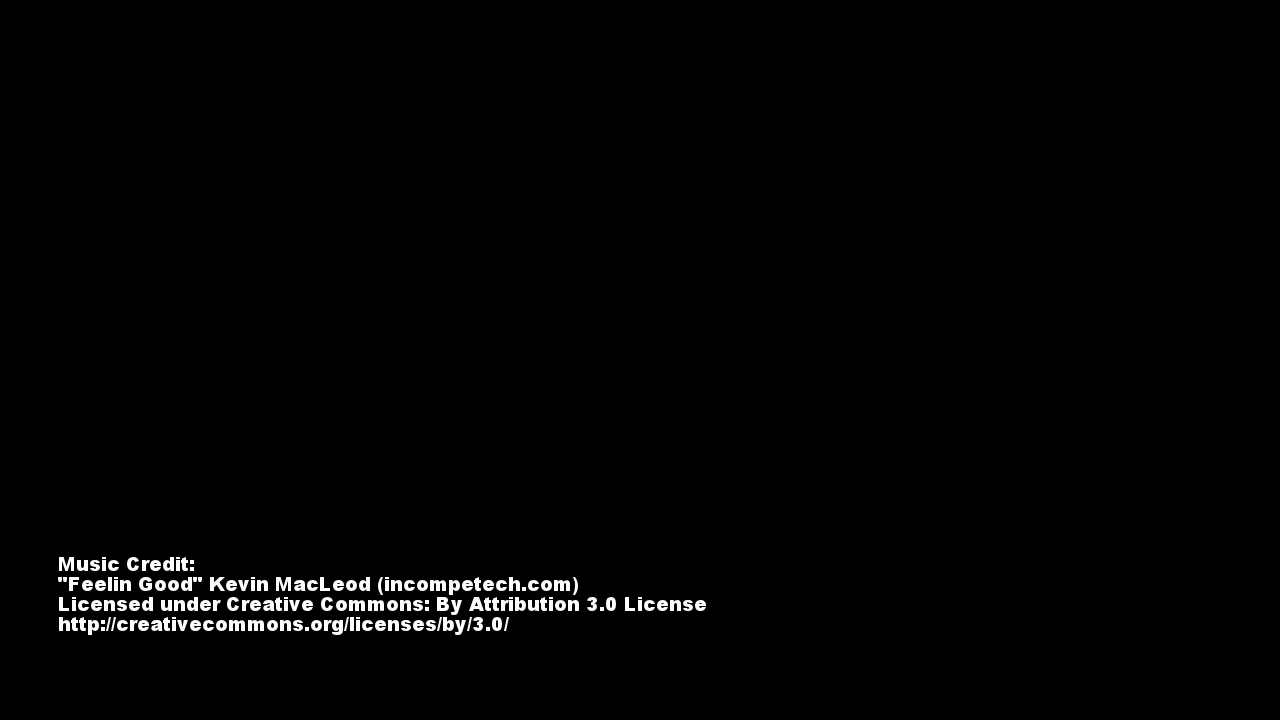 Music Credit:
"Feelin Good" Kevin MacLeod (incompetech.com)
Licensed under Creative Commons: By Attribution 3.0 License
http://creativecommons.org/licenses/by/3.0/